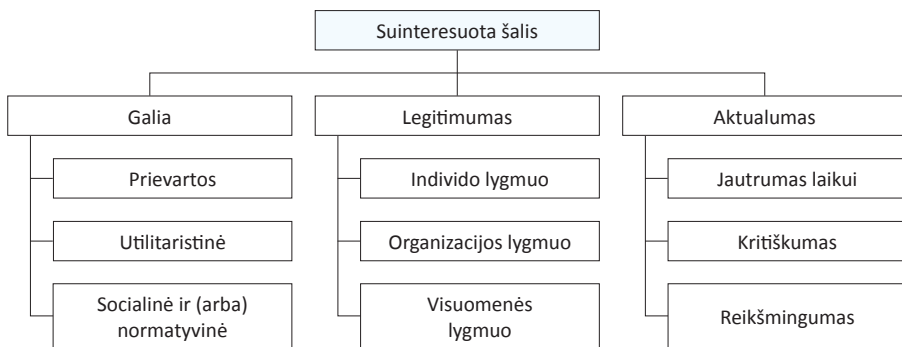 Suinteresuota šalis
Galia
Legitimumas
Aktualumas
Prievartos
Individo lygmuo
Jautrumas laikui
Utilitaristinė
Organizacijos lygmuo
Kritiškumas
Socialinė ir (arba)
normatyvinė
Visuomenės
lygmuo
Reikšmingumas